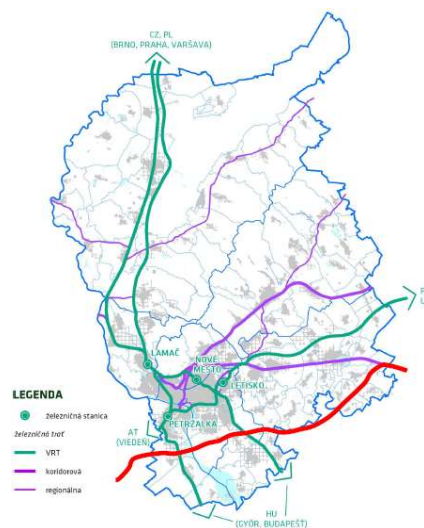 CZ, PL
(BRNO, PRAHA, VARŠAVA)
LAMAČ
NOVÉ
MESTO
LETISKO
PETRŽALKA
AT
(VIEDEŇ)
HU
(GYŐR, BUDAPEŠŤ)
LEGENDA
železničná stanica
železničná trať
VRT
koridorová
regionálna